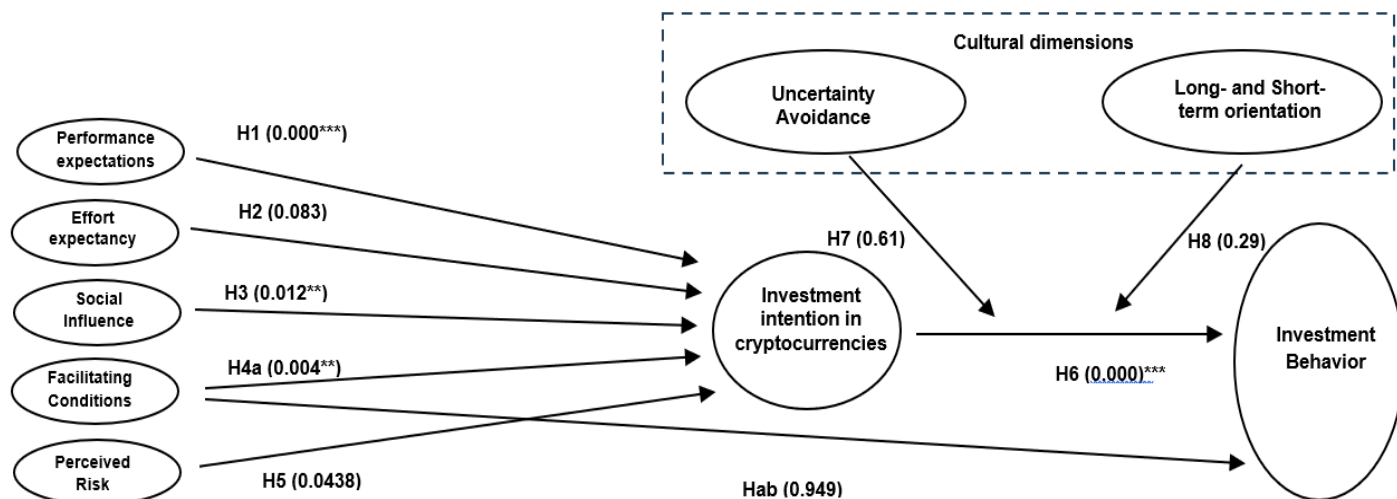 Cultural dimensions
Uncertainty
Avoidance
Long- and Short-
term orientation
Performance
expectations
H1 (0.000***)
Effort
expectancy
H2 (0.083)
H7 (0.61)
H8 (0.29)
Social
Influence
H3 (0.012**)
Investment
intention in
cryptocurrencies
Investment
Behavior
Facilitating
Conditions
H4a (0.004**)
H6 (0.000)***
Perceived
Risk
H5 (0.0438)
Hab (0.949)